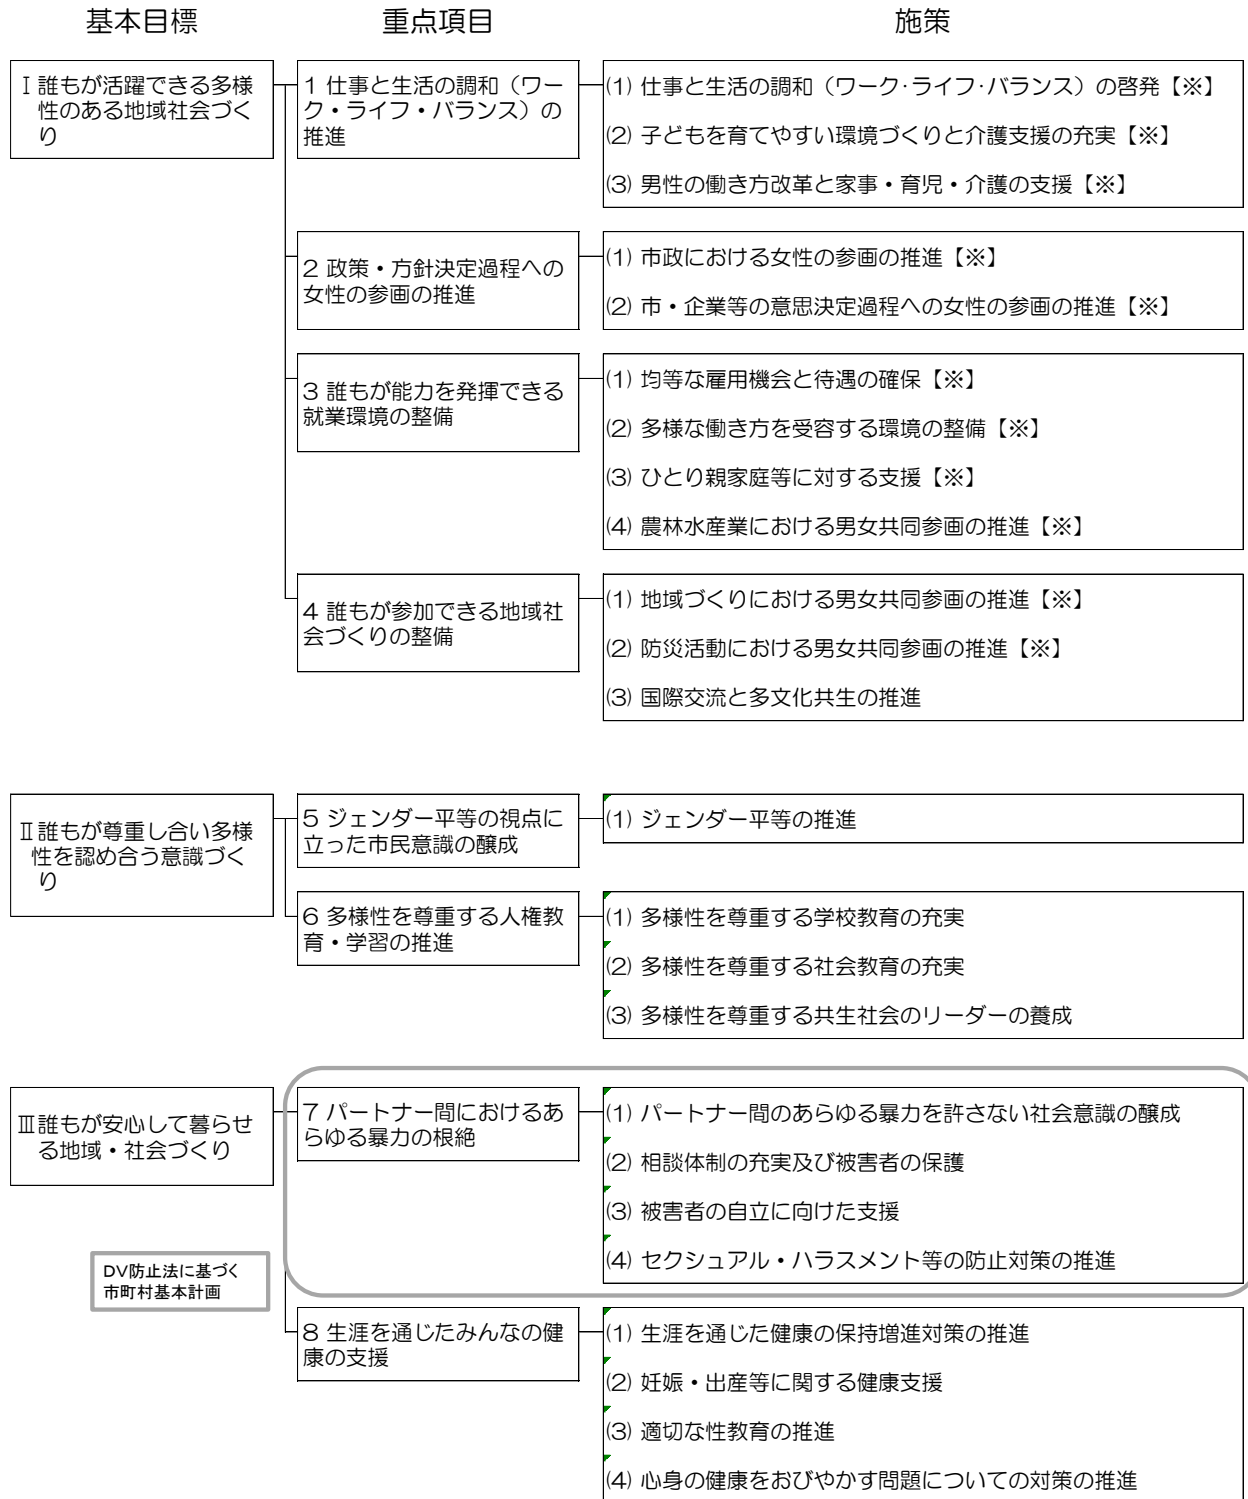 基本目標
重点項目
施策
Ⅰ 誰もが活躍できる多様
性のある地域社会づく
り
1 仕事と生活の調和（ワー
ク・ライフ・バランス）の
推進
(1) 仕事と生活の調和（ワーク・ライフ・バランス）の啓発【※】
(2) 子どもを育てやすい環境づくりと介護支援の充実【※】
(3) 男性の働き方改革と家事・育児・介護の支援【※】
2 政策・方針決定過程への
女性の参画の推進
(1) 市政における女性の参画の推進【※】
(2) 市・企業等の意思決定過程への女性の参画の推進【※】
3 誰もが能力を発揮できる
就業環境の整備
(1) 均等な雇用機会と待遇の確保【※】
(2) 多様な働き方を受容する環境の整備【※】
(3) ひとり親家庭等に対する支援【※】
(4) 農林水産業における男女共同参画の推進【※】
4 誰もが参加できる地域社
会づくりの整備
(1) 地域づくりにおける男女共同参画の推進【※】
(2) 防災活動における男女共同参画の推進【※】
(3) 国際交流と多文化共生の推進
Ⅱ 誰もが尊重し合い多様
性を認め合う意識づく
り
5 ジェンダー平等の視点に
立った市民意識の醸成
(1) ジェンダー平等の推進
6 多様性を尊重する人権教
育・学習の推進
(1) 多様性を尊重する学校教育の充実
(2) 多様性を尊重する社会教育の充実
(3) 多様性を尊重する共生社会のリーダーの養成
Ⅲ 誰もが安心して暮らせ
る地域・社会づくり
7 パートナー間におけるあ
らゆる暴力の根絶
(1) パートナー間のあらゆる暴力を許さない社会意識の醸成
(2) 相談体制の充実及び被害者の保護
(3) 被害者の自立に向けた支援
(4) セクシュアル・ハラスメント等の防止対策の推進
DV防止法に基づく
市町村基本計画
8 生涯を通じたみんなの健
康の支援
(1) 生涯を通じた健康の保持増進対策の推進
(2) 妊娠・出産等に関する健康支援
(3) 適切な性教育の推進
(4) 心身の健康をおびやかす問題についての対策の推進